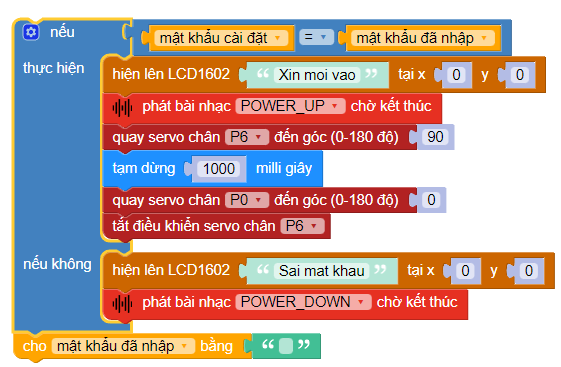 nếu mật khẩu cài đặt = mật khẩu đã nhập
thực hiện hiện lên LCD1602 “ Xin moi vao ” tại x 0 y 0
phát bài nhạc POWER_UP chờ kết thúc
quay servo chân P6 đến góc (0-180 độ) 90
tạm dừng 1000 milli giây
quay servo chân P0 đến góc (0-180 độ) 0
tắt điều khiển servo chân P6
nếu không hiện lên LCD1602 “ Sai mat khau ” tại x 0 y 0
phát bài nhạc POWER_DOWN chờ kết thúc
cho mật khẩu đã nhập bằng “ ”